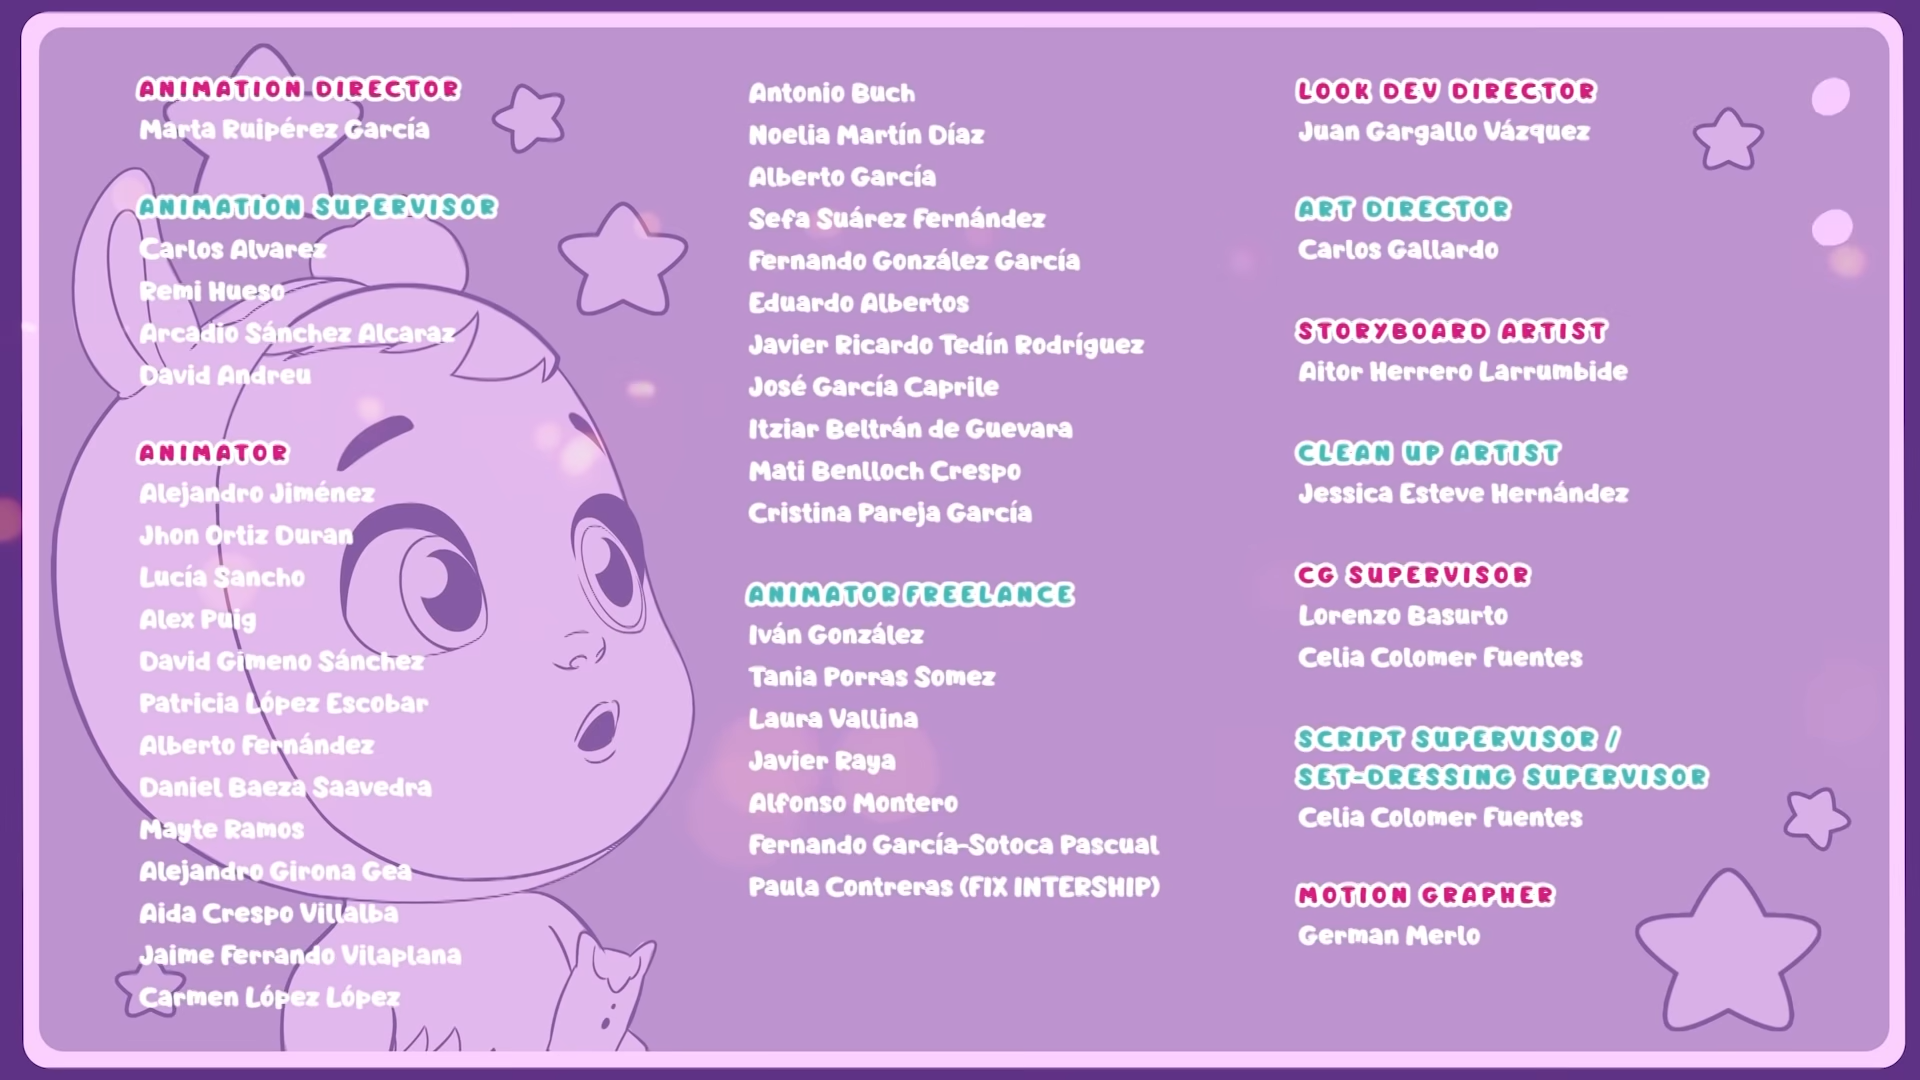 ANIMATION DIRECTOR
Marta Ruipérez García
ANIMATION SUPERVISOR
Carlos Alvarez
Remi Hueso
Arcadio Sánchez Alcaraz
David Andreu
ANIMATOR
Alejandro Jiménez
Jhon Ortiz Duran
Lucía Sancho
Alex Puig
David Gimeno Sánchez
Patricia López Escobar
Alberto Fernández
Daniel Baeza Saavedra
Mayte Ramos
Alejandro Girona Gea
Aida Crespo Villalba
Jaime Ferrando Vilaplana
Carmen López López
Antonio Buch
Noelia Martín Díaz
Alberto García
Sefa Suárez Fernández
Fernando González García
Eduardo Albertos
Javier Ricardo Tedín Rodríguez
José García Caprile
Itziar Beltrán de Guevara
Mati Benlloch Crespo
Cristina Pareja García
ANIMATOR FREELANCE
Iván González
Tania Porras Somez
Laura Vallina
Javier Raya
Alfonso Montero
Fernando García-Sotoca Pascual
Paula Contreras (FIX INTERSHIP)
LOOK DEV DIRECTOR
Juan Gargallo Vázquez
ART DIRECTOR
Carlos Gallardo
STORYBOARD ARTIST
Aitor Herrero Larrumbide
CLEAN UP ARTIST
Jessica Esteve Hernández
CG SUPERVISOR
Lorenzo Basurto
Celia Colomer Fuentes
SCRIPT SUPERVISOR /
SET-DRESSING SUPERVISOR
Celia Colomer Fuentes
MOTION GRAPHER
German Merlo